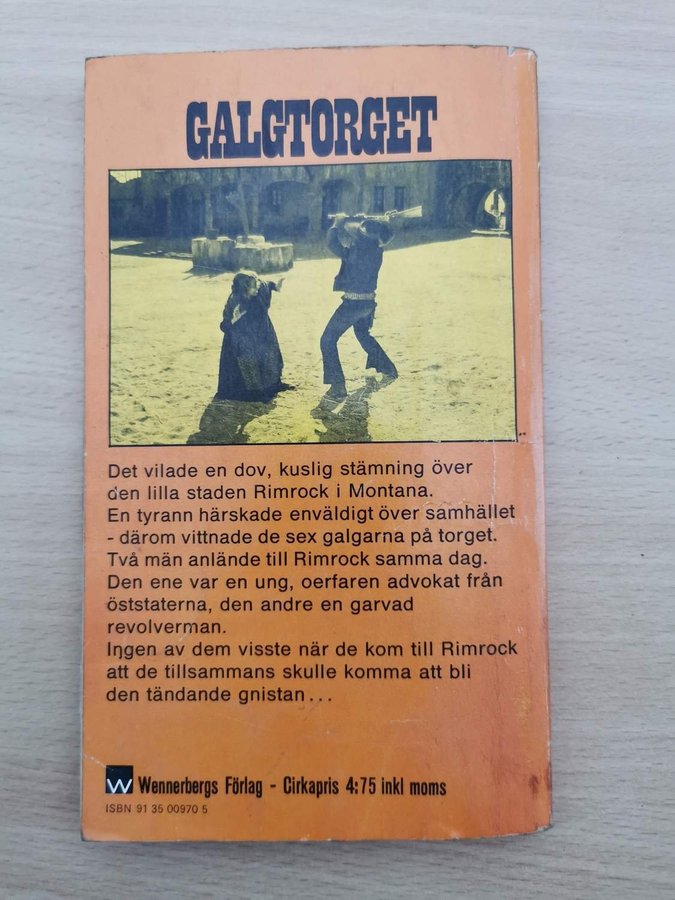 GALGTORGET
Det vilade en dov, kuslig stämning över
den lilla staden Rimrock i Montana.
En tyrann härskade enväldigt över samhället
- därom vittnade de sex galgarna på torget.
Två män anlände till Rimrock samma dag.
Den ene var en ung, oerfaren advokat från
öststaterna, den andre en garvad
revolverman.
Ingen av dem visste när de kom till Rimrock
att de tillsammans skulle komma att bli
den tändande gnistan...
W Wennerbergs Förlag - Cirkapris 4:75 inkl moms
ISBN 91 35 00970 5